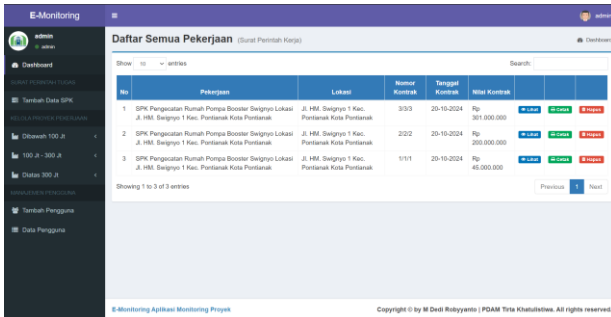 E-Monitoring
admin
admin
admin
Daftar Semua Pekerjaan (Surat Perintah Kerja)
Dashboard
Dashboard
SURAT PERINTAH TUGAS
Tambah Data SPK
KELOLA PROYEK PEKERJAAN
Dibawah 100 Jt
100 Jt - 300 Jt
Diatas 300 Jt
MANAJEMEN PENGGUNA
Tambah Pengguna
Data Pengguna
Show 10 entries
Search:
No Pekerjaan Lokasi Nomor Kontrak Tanggal Kontrak Nilai Kontrak
1 SPK Pengecatan Rumah Pompa Booster Swignyo Lokasi Jl. HM. Swignyo 1 Kec. 3/3/3 20-10-2024 Rp Lihat Cetak Hapus
Jl. HM. Swignyo 1 Kec. Pontianak Kota Pontianak Pontianak Kota Pontianak 301.000.000
2 SPK Pengecatan Rumah Pompa Booster Swignyo Lokasi Jl. HM. Swignyo 1 Kec. 2/2/2 20-10-2024 Rp Lihat Cetak Hapus
Jl. HM. Swignyo 1 Kec. Pontianak Kota Pontianak Pontianak Kota Pontianak 200.000.000
3 SPK Pengecatan Rumah Pompa Booster Swignyo Lokasi Jl. HM. Swignyo 1 Kec. 1/1/1 20-10-2024 Rp Lihat Cetak Hapus
Jl. HM. Swignyo 1 Kec. Pontianak Kota Pontianak Pontianak Kota Pontianak 45.000.000
Showing 1 to 3 of 3 entries
Previous 1 Next
E-Monitoring Aplikasi Monitoring Proyek
Copyright © by M.Dedi Robyyanto | PDAM Tirta Khatulistiwa. All rights reserved.